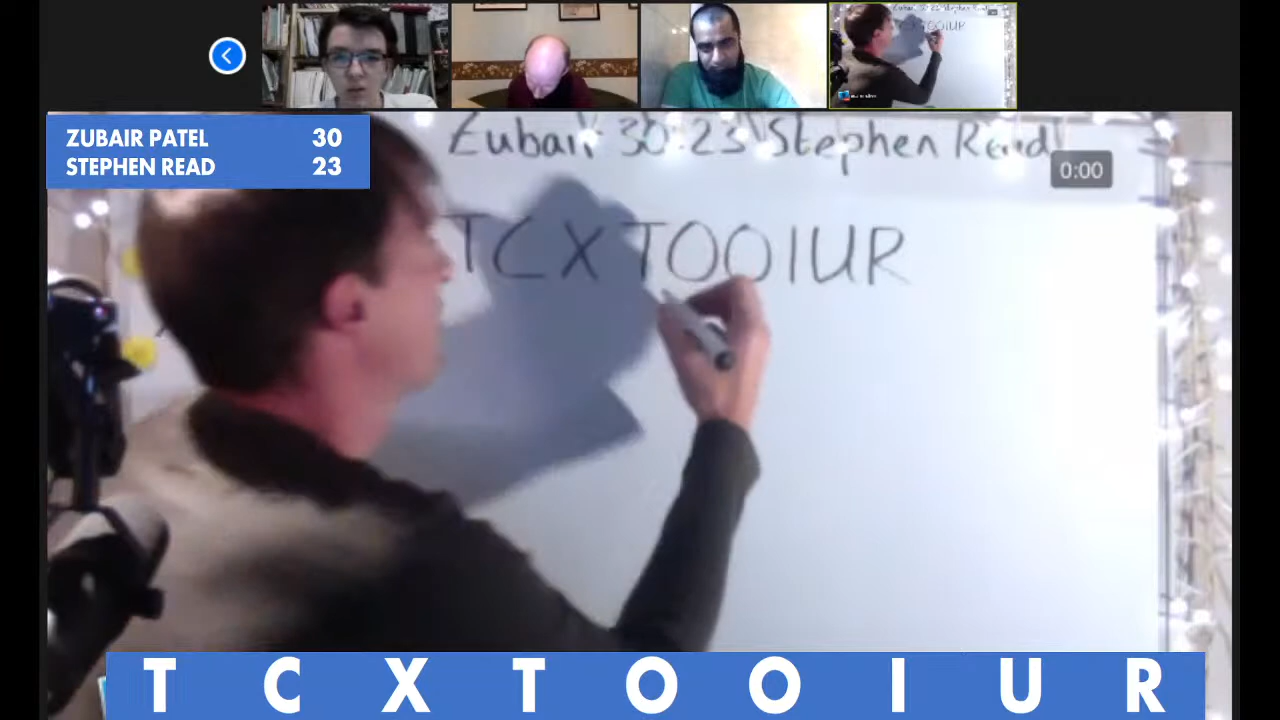 ZUBAIR PATEL 30
STEPHEN READ 23
Zubair 30:23 Stephen Read
0:00
TCXTOOIUR
T C X T O O I U R